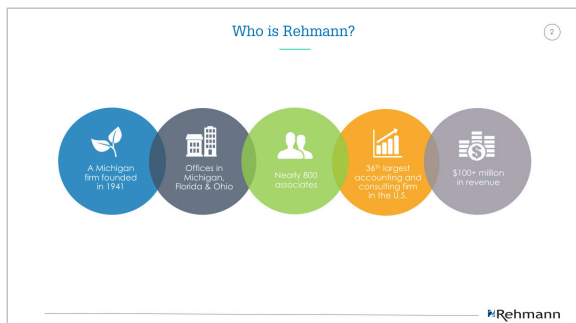 Who is Rehmann?
2
A Michigan
firm founded
in 1941
Offices in
Michigan,
Florida & Ohio
Nearly 800
associates
36th largest
accounting and
consulting firm
in the U.S.
$100+ million
in revenue
Rehmann